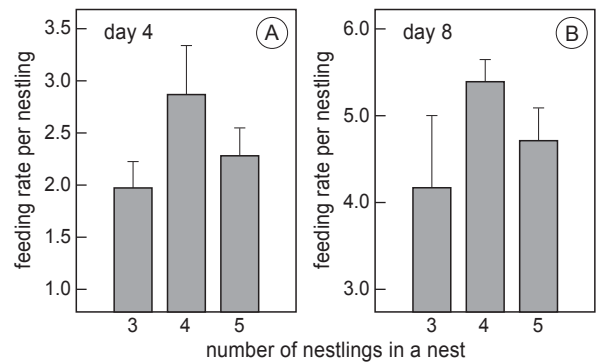 day 4
A
3.5
3.0
2.5
2.0
1.5
1.0
feeding rate per nestling
3 4 5
day 8
B
6.0
5.0
4.0
3.0
feeding rate per nestling
3 4 5
number of nestlings in a nest